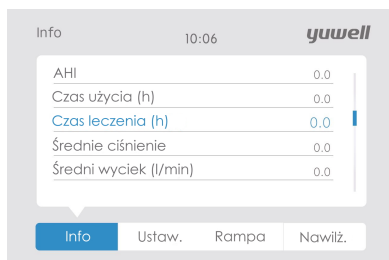 Info 10:06 yuwell
AHI 0.0
Czas użycia (h) 0.0
Czas leczenia (h) 0.0
Średnie ciśnienie 0.0
Średni wyciek (l/min) 0.0
Info Ustaw. Rampa Nawilż.